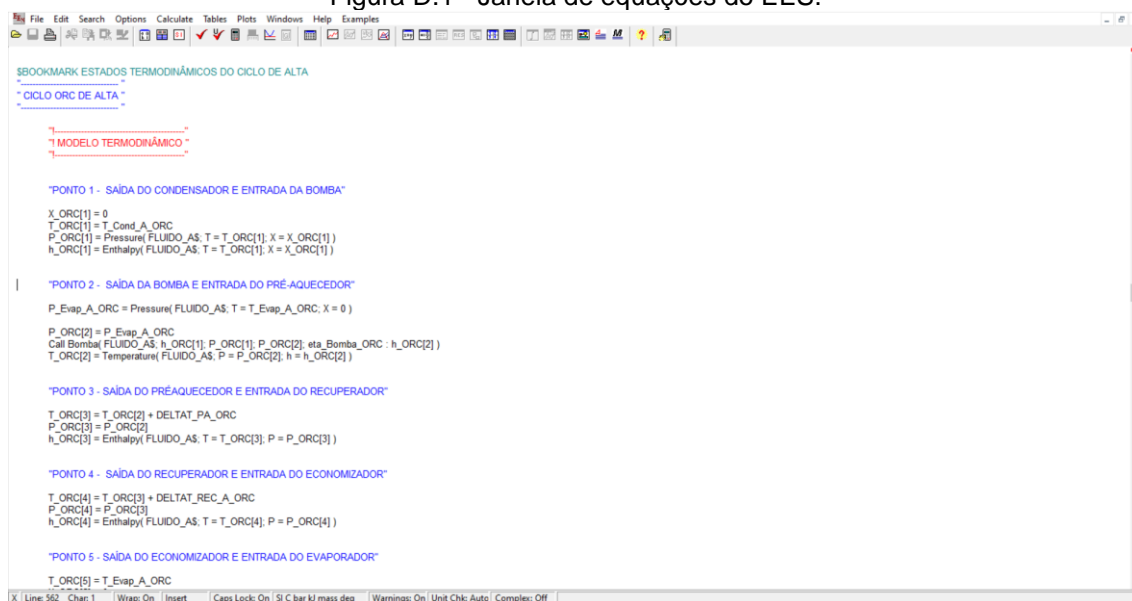 Figura D.1 - Janela de equações do EES.
File Edit Search Options Calculate Tables Plots Windows Help Examples
$BOOKMARK ESTADOS TERMODINÂMICOS DO CICLO DE ALTA
"---------------------------------- "
" CICLO ORC DE ALTA "
"---------------------------------- "
"!---------------------------------------------"
"! MODELO TERMODINÂMICO "
"!---------------------------------------------"
"PONTO 1 - SAÍDA DO CONDENSADOR E ENTRADA DA BOMBA"
X_ORC[1] = 0
T_ORC[1] = T_Cond_A_ORC
P_ORC[1] = Pressure( FLUIDO_A$; T = T_ORC[1]; X = X_ORC[1] )
h_ORC[1] = Enthalpy( FLUIDO_A$; T = T_ORC[1]; X = X_ORC[1] )
"PONTO 2 - SAÍDA DA BOMBA E ENTRADA DO PRÉ-AQUECEDOR"
P_Evap_A_ORC = Pressure( FLUIDO_A$; T = T_Evap_A_ORC; X = 0 )
P_ORC[2] = P_Evap_A_ORC
Call Bomba( FLUIDO_A$; h_ORC[1]; P_ORC[1]; P_ORC[2]; eta_Bomba_ORC : h_ORC[2] )
T_ORC[2] = Temperature( FLUIDO_A$; P = P_ORC[2]; h = h_ORC[2] )
"PONTO 3 - SAÍDA DO PRÉAQUECEDOR E ENTRADA DO RECUPERADOR"
T_ORC[3] = T_ORC[2] + DELTAT_PA_ORC
P_ORC[3] = P_ORC[2]
h_ORC[3] = Enthalpy( FLUIDO_A$; T = T_ORC[3]; P = P_ORC[3] )
"PONTO 4 - SAÍDA DO RECUPERADOR E ENTRADA DO ECONOMIZADOR"
T_ORC[4] = T_ORC[3] + DELTAT_REC_A_ORC
P_ORC[4] = P_ORC[3]
h_ORC[4] = Enthalpy( FLUIDO_A$; T = T_ORC[4]; P = P_ORC[4] )
"PONTO 5 - SAÍDA DO ECONOMIZADOR E ENTRADA DO EVAPORADOR"
T_ORC[5] = T_Evap_A_ORC
X Line: 562 Char: 1 Wrap: On Insert Caps Lock: On SI C bar kJ mass deg Warnings: On Unit Chk: Auto Complex: Off